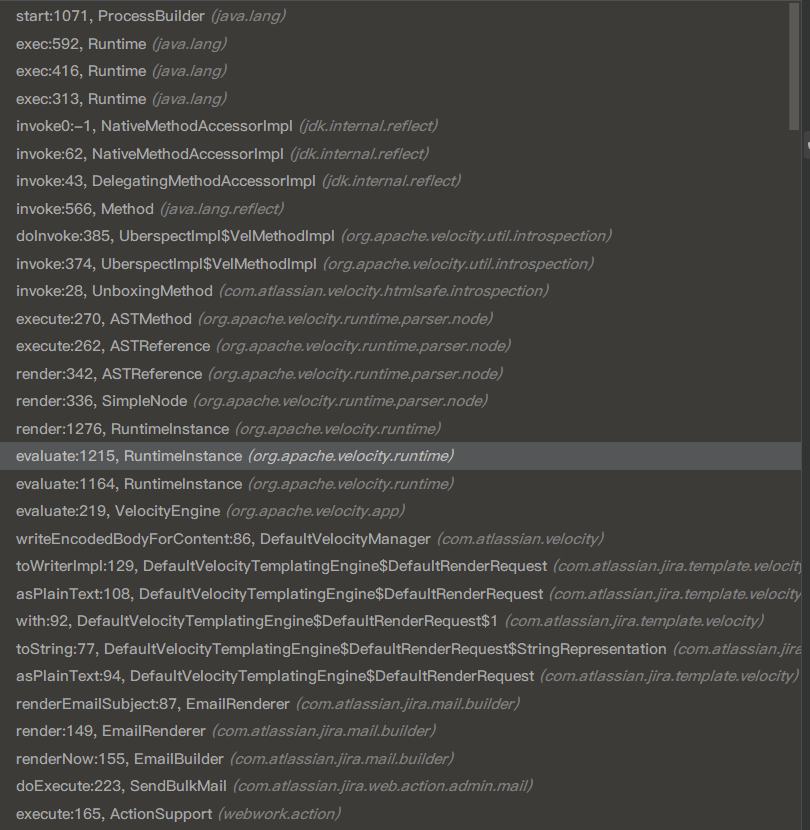 start:1071, ProcessBuilder (java.lang)
exec:592, Runtime (java.lang)
exec:416, Runtime (java.lang)
exec:313, Runtime (java.lang)
invoke0:-1, NativeMethodAccessorImpl (jdk.internal.reflect)
invoke:62, NativeMethodAccessorImpl (jdk.internal.reflect)
invoke:43, DelegatingMethodAccessorImpl (jdk.internal.reflect)
invoke:566, Method (java.lang.reflect)
doInvoke:385, UberspectImpl$VelMethodImpl (org.apache.velocity.util.introspection)
invoke:374, UberspectImpl$VelMethodImpl (org.apache.velocity.util.introspection)
invoke:28, UnboxingMethod (com.atlassian.velocity.htmlsafe.introspection)
execute:270, ASTMethod (org.apache.velocity.runtime.parser.node)
execute:262, ASTReference (org.apache.velocity.runtime.parser.node)
render:342, ASTReference (org.apache.velocity.runtime.parser.node)
render:336, SimpleNode (org.apache.velocity.runtime.parser.node)
render:1276, RuntimeInstance (org.apache.velocity.runtime)
evaluate:1215, RuntimeInstance (org.apache.velocity.runtime)
evaluate:1164, RuntimeInstance (org.apache.velocity.runtime)
evaluate:219, VelocityEngine (org.apache.velocity.app)
writeEncodedBodyForContent:86, DefaultVelocityManager (com.atlassian.velocity)
toWriterImpl:129, DefaultVelocityTemplatingEngine$DefaultRenderRequest (com.atlassian.jira.template.velocity
asPlainText:108, DefaultVelocityTemplatingEngine$DefaultRenderRequest (com.atlassian.jira.template.velocity
with:92, DefaultVelocityTemplatingEngine$DefaultRenderRequest$1 (com.atlassian.jira.template.velocity)
toString:77, DefaultVelocityTemplatingEngine$DefaultRenderRequest$StringRepresentation (com.atlassian.jira
asPlainText:94, DefaultVelocityTemplatingEngine$DefaultRenderRequest (com.atlassian.jira.template.velocity)
renderEmailSubject:87, EmailRenderer (com.atlassian.jira.mail.builder)
render:149, EmailRenderer (com.atlassian.jira.mail.builder)
renderNow:155, EmailBuilder (com.atlassian.jira.mail.builder)
doExecute:223, SendBulkMail (com.atlassian.jira.web.action.admin.mail)
execute:165, ActionSupport (webwork.action)